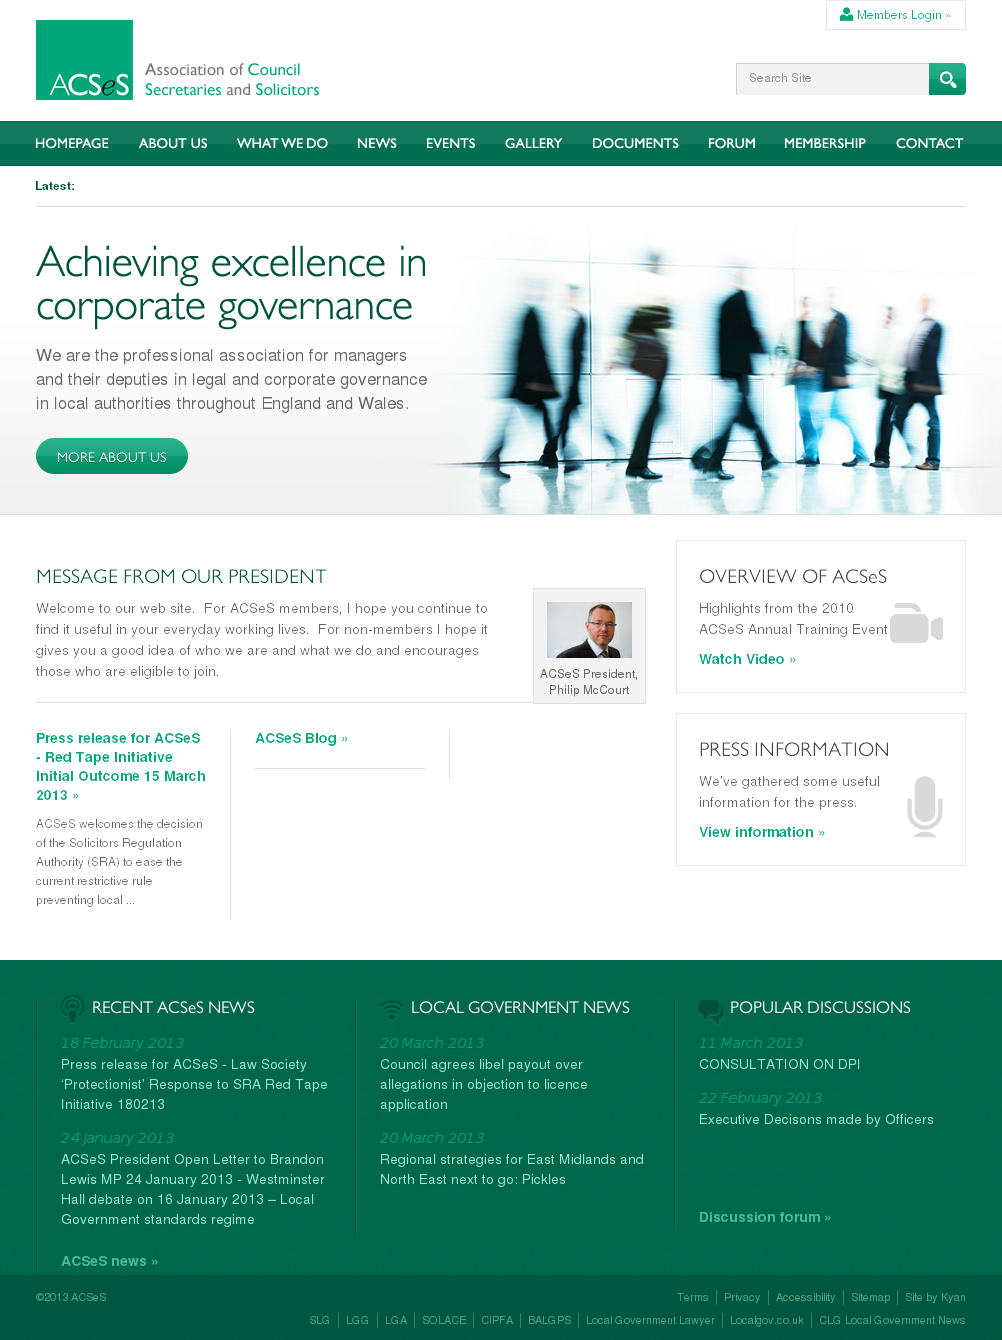 Members Login »
ACSeS
Association of Council
Secretaries and Solicitors
Search Site
HOMEPAGE ABOUT US WHAT WE DO NEWS EVENTS GALLERY DOCUMENTS FORUM MEMBERSHIP CONTACT
Latest:
Achieving excellence in
corporate governance
We are the professional association for managers
and their deputies in legal and corporate governance
in local authorities throughout England and Wales.
MORE ABOUT US
MESSAGE FROM OUR PRESIDENT
Welcome to our web site.  For ACSeS members, I hope you continue to
find it useful in your everyday working lives.  For non-members I hope it
gives you a good idea of who we are and what we do and encourages
those who are eligible to join.
ACSeS President,
Philip McCourt
Press release for ACSeS
- Red Tape Initiative
Initial Outcome 15 March
2013 »
ACSeS welcomes the decision
of the Solicitors Regulation
Authority (SRA) to ease the
current restrictive rule
preventing local ...
ACSeS Blog »
OVERVIEW OF ACSeS
Highlights from the 2010
ACSeS Annual Training Event
Watch Video »
PRESS INFORMATION
We've gathered some useful
information for the press.
View information »
RECENT ACSeS NEWS
18 February 2013
Press release for ACSeS - Law Society
‘Protectionist’ Response to SRA Red Tape
Initiative 180213
24 January 2013
ACSeS President Open Letter to Brandon
Lewis MP 24 January 2013 - Westminster
Hall debate on 16 January 2013 – Local
Government standards regime
ACSeS news »
LOCAL GOVERNMENT NEWS
20 March 2013
Council agrees libel payout over
allegations in objection to licence
application
20 March 2013
Regional strategies for East Midlands and
North East next to go: Pickles
POPULAR DISCUSSIONS
11 March 2013
CONSULTATION ON DPI
22 February 2013
Executive Decisons made by Officers
Discussion forum »
©2013 ACSeS
Terms Privacy Accessibility Sitemap Site by Kyan
SLG LGG LGA SOLACE CIPFA BALGPS Local Government Lawyer Localgov.co.uk CLG Local Government News